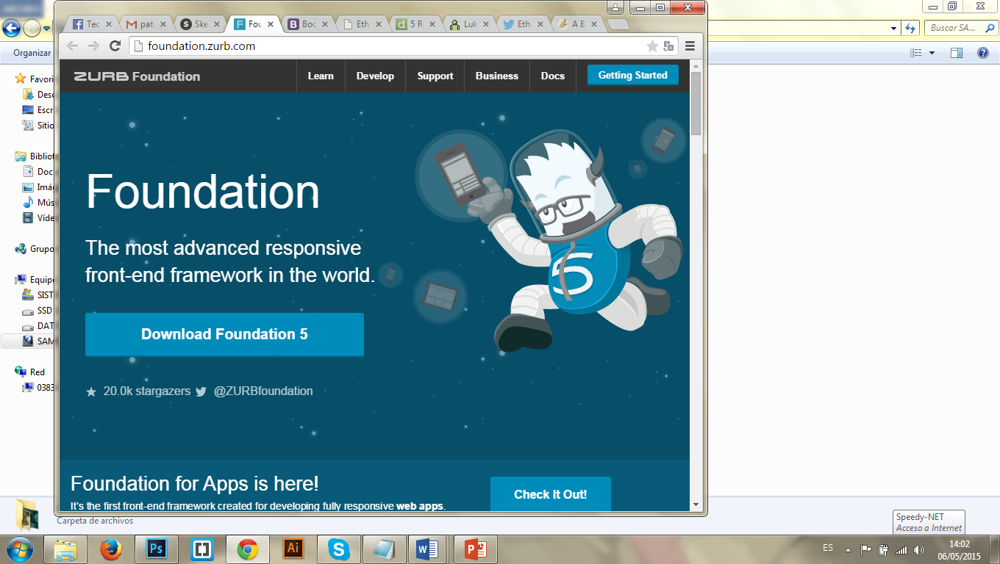 Tec
pat
Ske
Fou
Boo
Eth
5 R
Luk
Eth
A B
foundation.zurb.com
Buscar SA...
Organizar
ZURB Foundation
Learn
Develop
Support
Business
Docs
Getting Started
Favori
Desc
Escri
Sitio
Bibliot
Doc
Imág
Mús
Víde
Grupo
Equipo
SIST
SSD
DAT
SAM
Red
0383
Foundation
The most advanced responsive
front-end framework in the world.
Download Foundation 5
20.0k stargazers @ZURBfoundation
5
Foundation for Apps is here!
It's the first front-end framework created for developing fully responsive web apps.
Check It Out!
Carpeta de archivos
Speedy-NET
Acceso a Internet
Ps
Ai
ES
14:02
06/05/2015